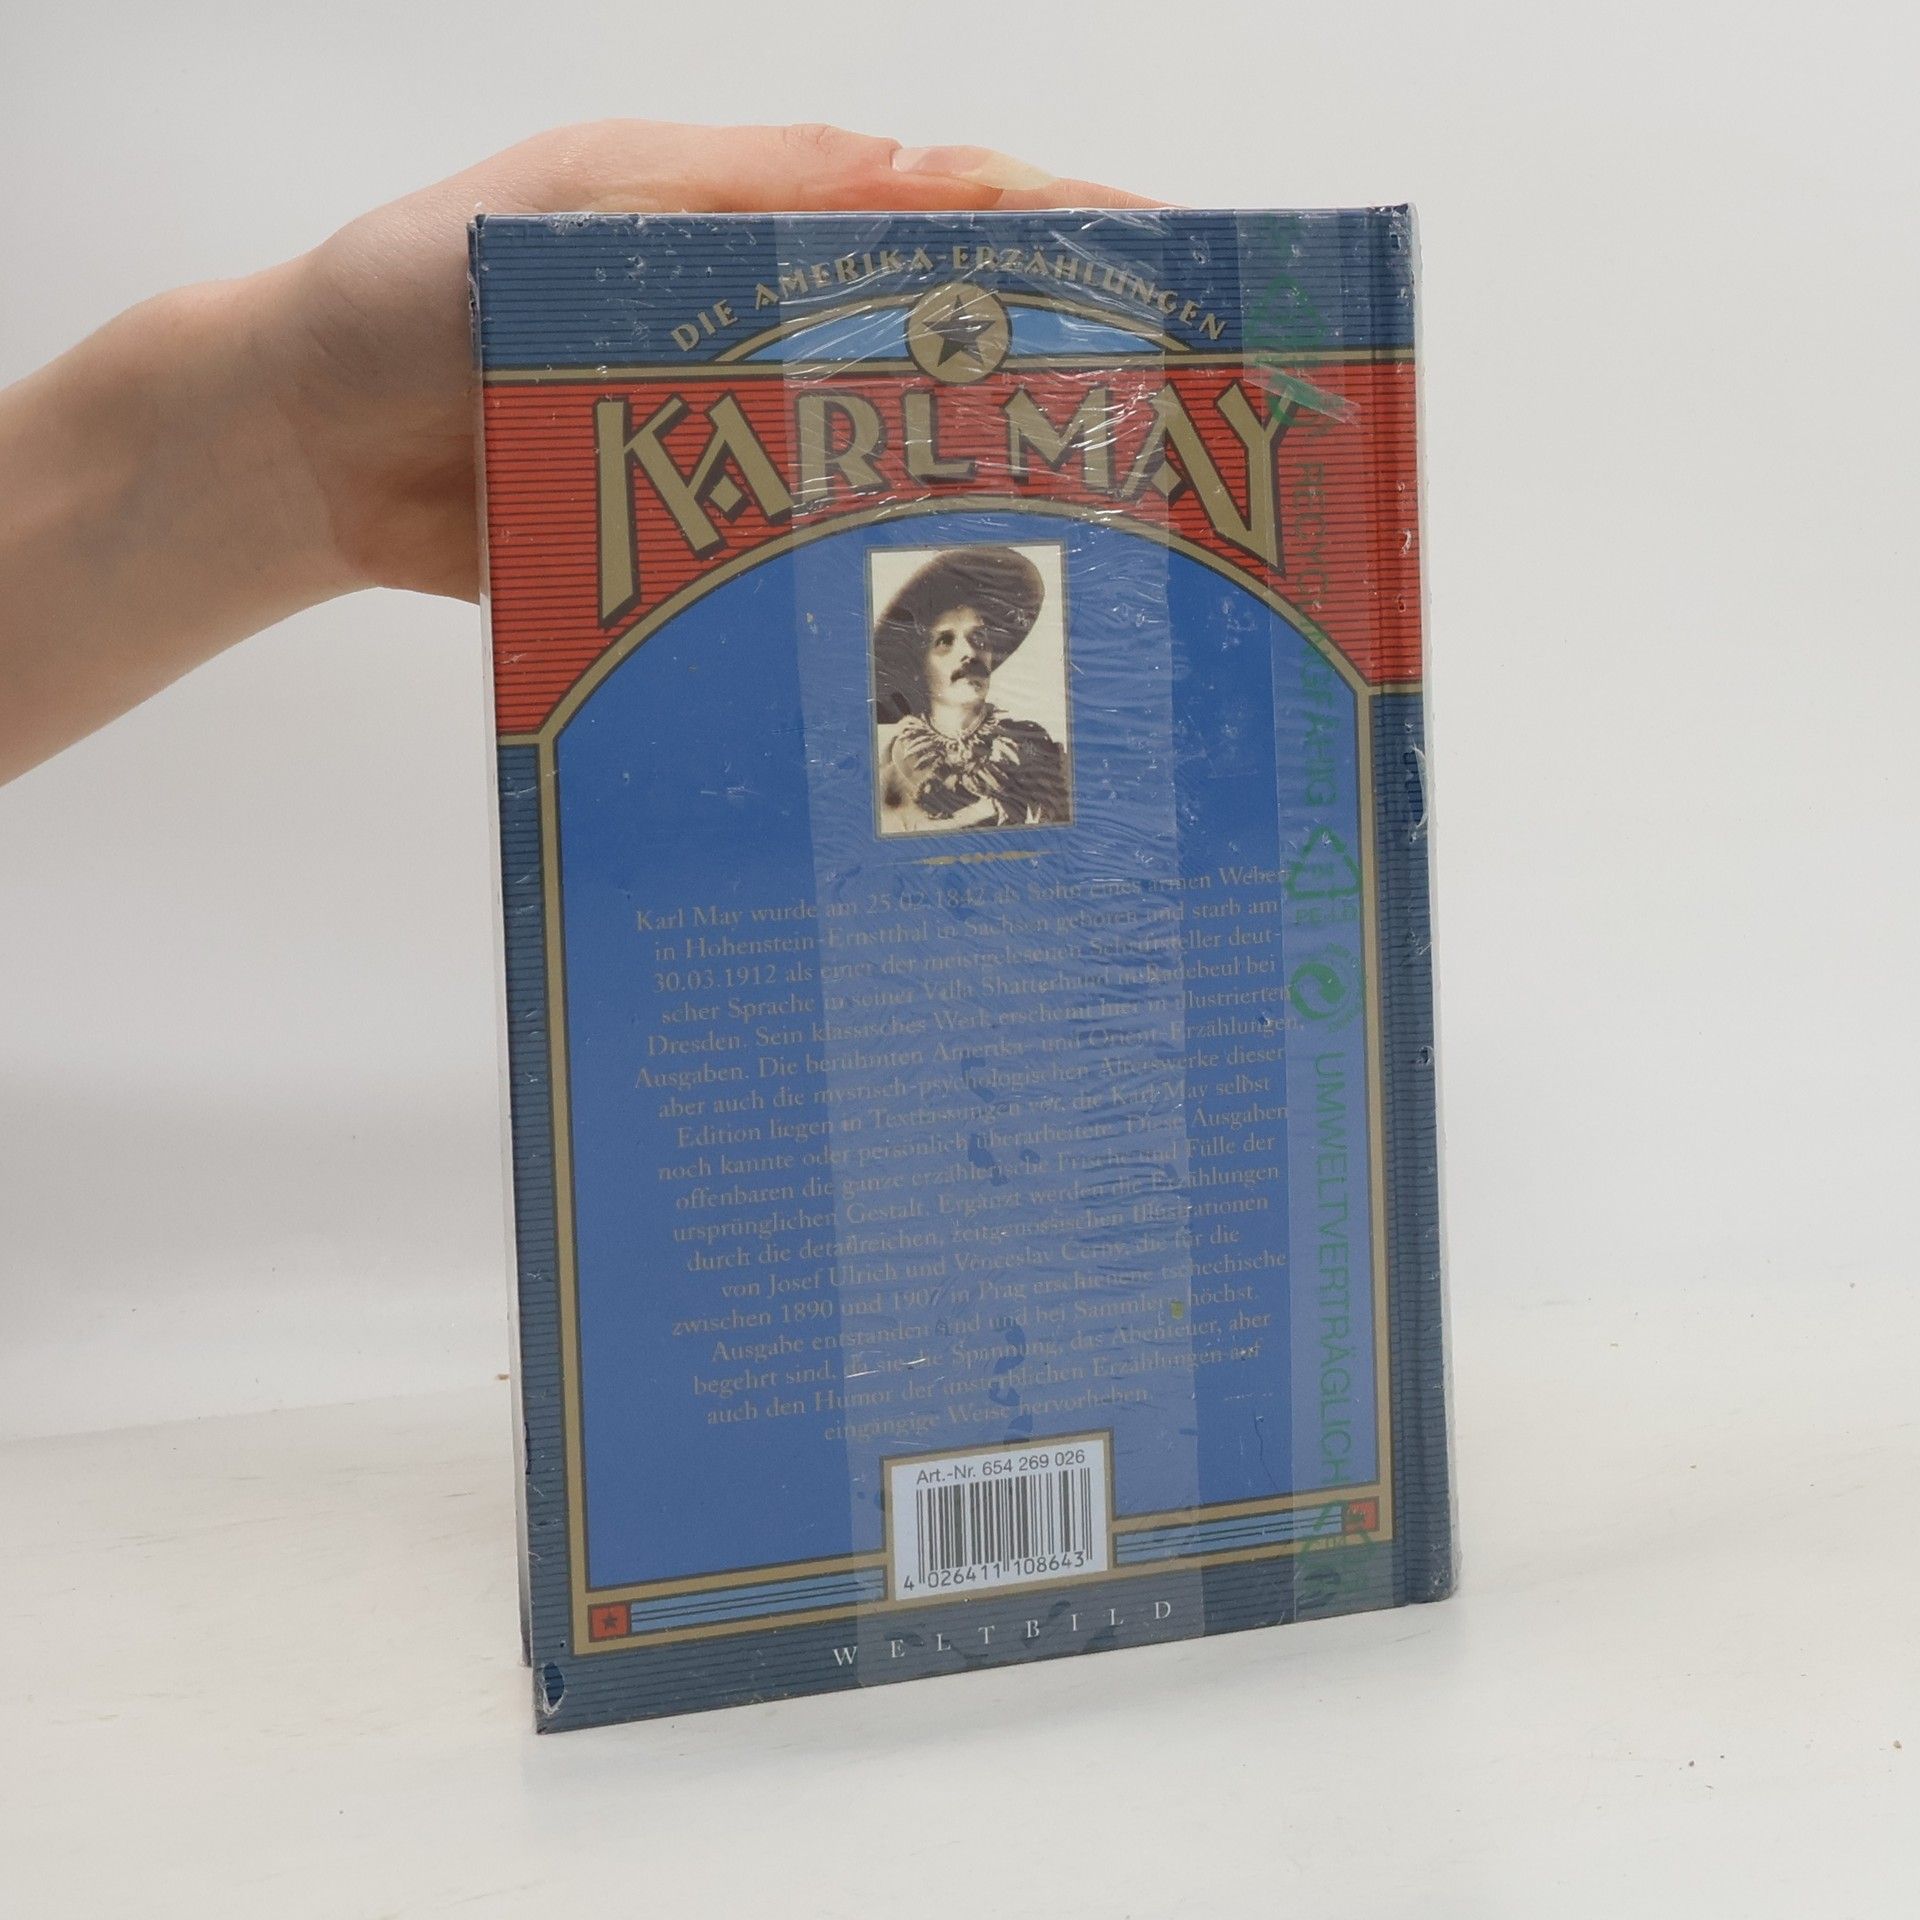 DIE AMERIKA-ERZÄHLUNGEN
KARL MAY
Karl May wurde am 25.02.1842 als Sohn eines armen Webers
in Hohenstein-Ernstthal in Sachsen geboren und starb am
30.03.1912 als einer der meistgelesenen Schriftsteller deut-
scher Sprache in seiner Villa Shatterhand in Radebeul bei
Dresden. Sein klassisches Werk erscheint hier in illustrierten
Ausgaben. Die berühmten Amerika- und Orient-Erzählungen,
aber auch die mystisch-psychologischen Alterswerke dieser
Edition liegen in Textfassungen vor, die Karl May selbst
noch kannte oder persönlich überarbeitete. Diese Ausgaben
offenbaren die ganze erzählerische Frische und Fülle der
ursprünglichen Gestalt. Ergänzt werden die Erzählungen
durch die detailreichen, zeitgenössischen Illustrationen
von Josef Ulrich und Venceslav Černý, die für die
zwischen 1890 und 1907 in Prag erschienene tschechische
Ausgabe entstanden sind und bei Sammlern höchst
begehrt sind, da sie die Spannung, das Abenteuer, aber
auch den Humor der unsterblichen Erzählungen auf
eingängige Weise hervorheben.
Art.-Nr. 654 269 026
4 026411 108643
WELTBILD
RECYCLINGFÄHIG
UMWELTVERTRÄGLICH